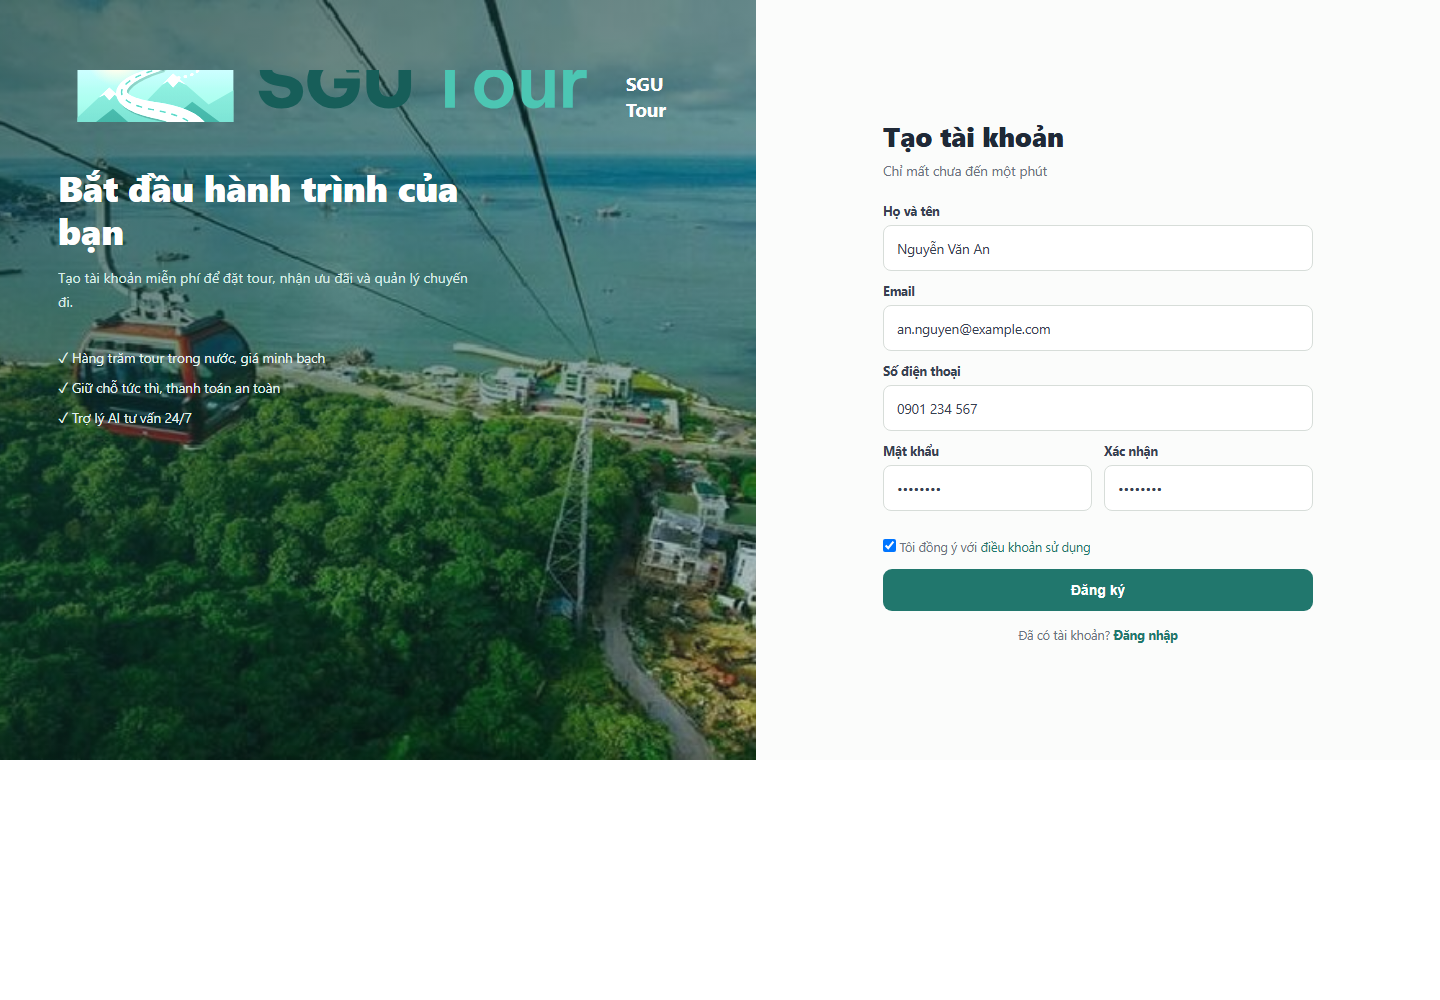 SGU Tour
SGU
Tour
Bắt đầu hành trình của
bạn
Tạo tài khoản miễn phí để đặt tour, nhận ưu đãi và quản lý chuyến
đi.
✓ Hàng trăm tour trong nước, giá minh bạch
✓ Giữ chỗ tức thì, thanh toán an toàn
✓ Trợ lý AI tư vấn 24/7
Tạo tài khoản
Chỉ mất chưa đến một phút
Họ và tên
Nguyễn Văn An
Email
an.nguyen@example.com
Số điện thoại
0901 234 567
Mật khẩu
Xác nhận
••••••••
••••••••
Tôi đồng ý với điều khoản sử dụng
Đăng ký
Đã có tài khoản? Đăng nhập